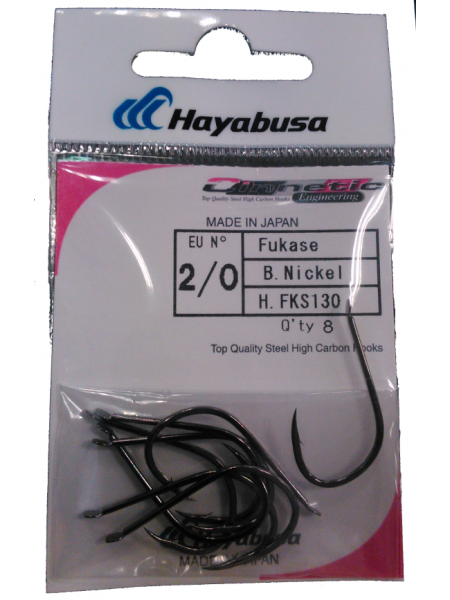 Hayabusa
Top Quality Steel High Carbon Hooks
Engineering
MADE IN JAPAN
EU Nº
2/0
Fukase
B. Nickel
H. FKS130
Q'ty 8
Top Quality Steel High Carbon Hooks
HAYABUSA
MADE IN JAPAN